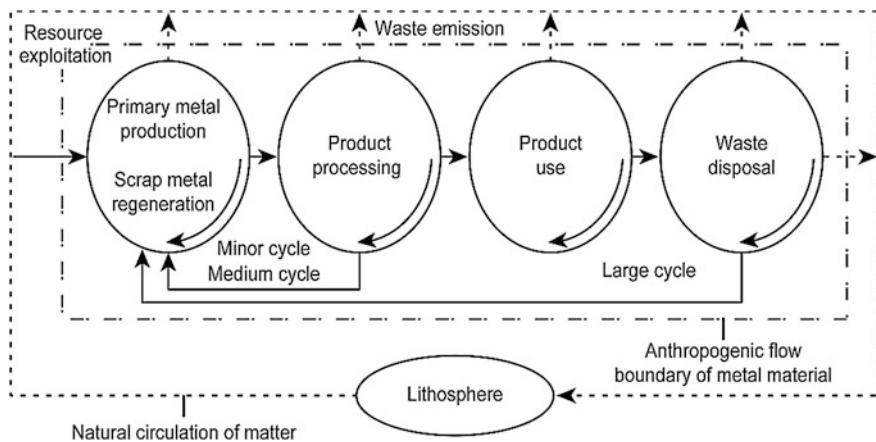 Resource
exploitation
Waste emission
Primary metal
production
Scrap metal
regeneration
Product
processing
Product
use
Waste
disposal
Minor cycle
Medium cycle
Large cycle
Anthropogenic flow
boundary of metal material
Lithosphere
Natural circulation of matter